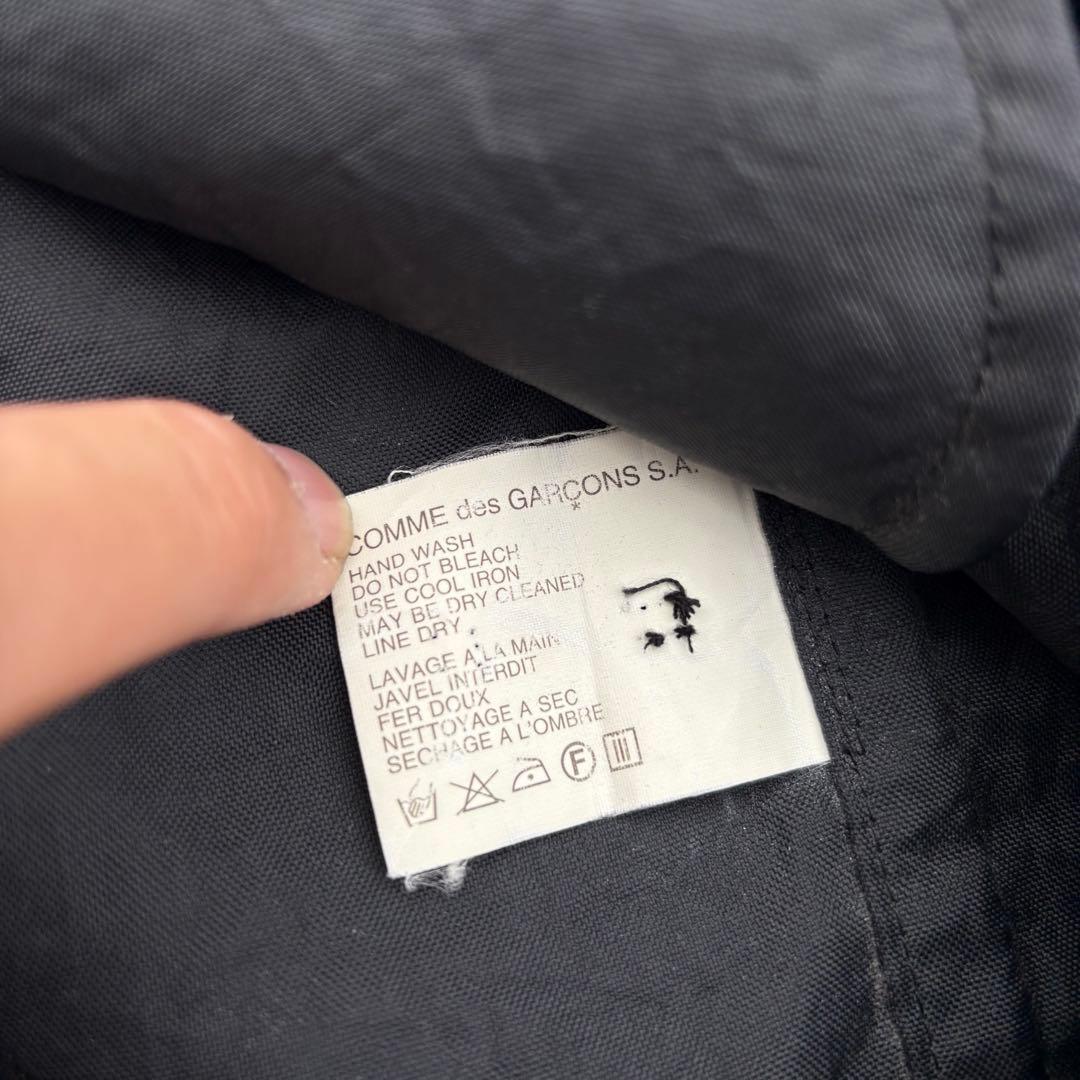 COMME des GARÇONS S.A.
*
HAND WASH
DO NOT BLEACH
USE COOL IRON
MAY BE DRY CLEANED
LINE DRY
LAVAGE A LA MAIN
JAVEL INTERDIT
FER DOUX
NETTOYAGE A SEC
SECHAGE A L'OMBRE
F